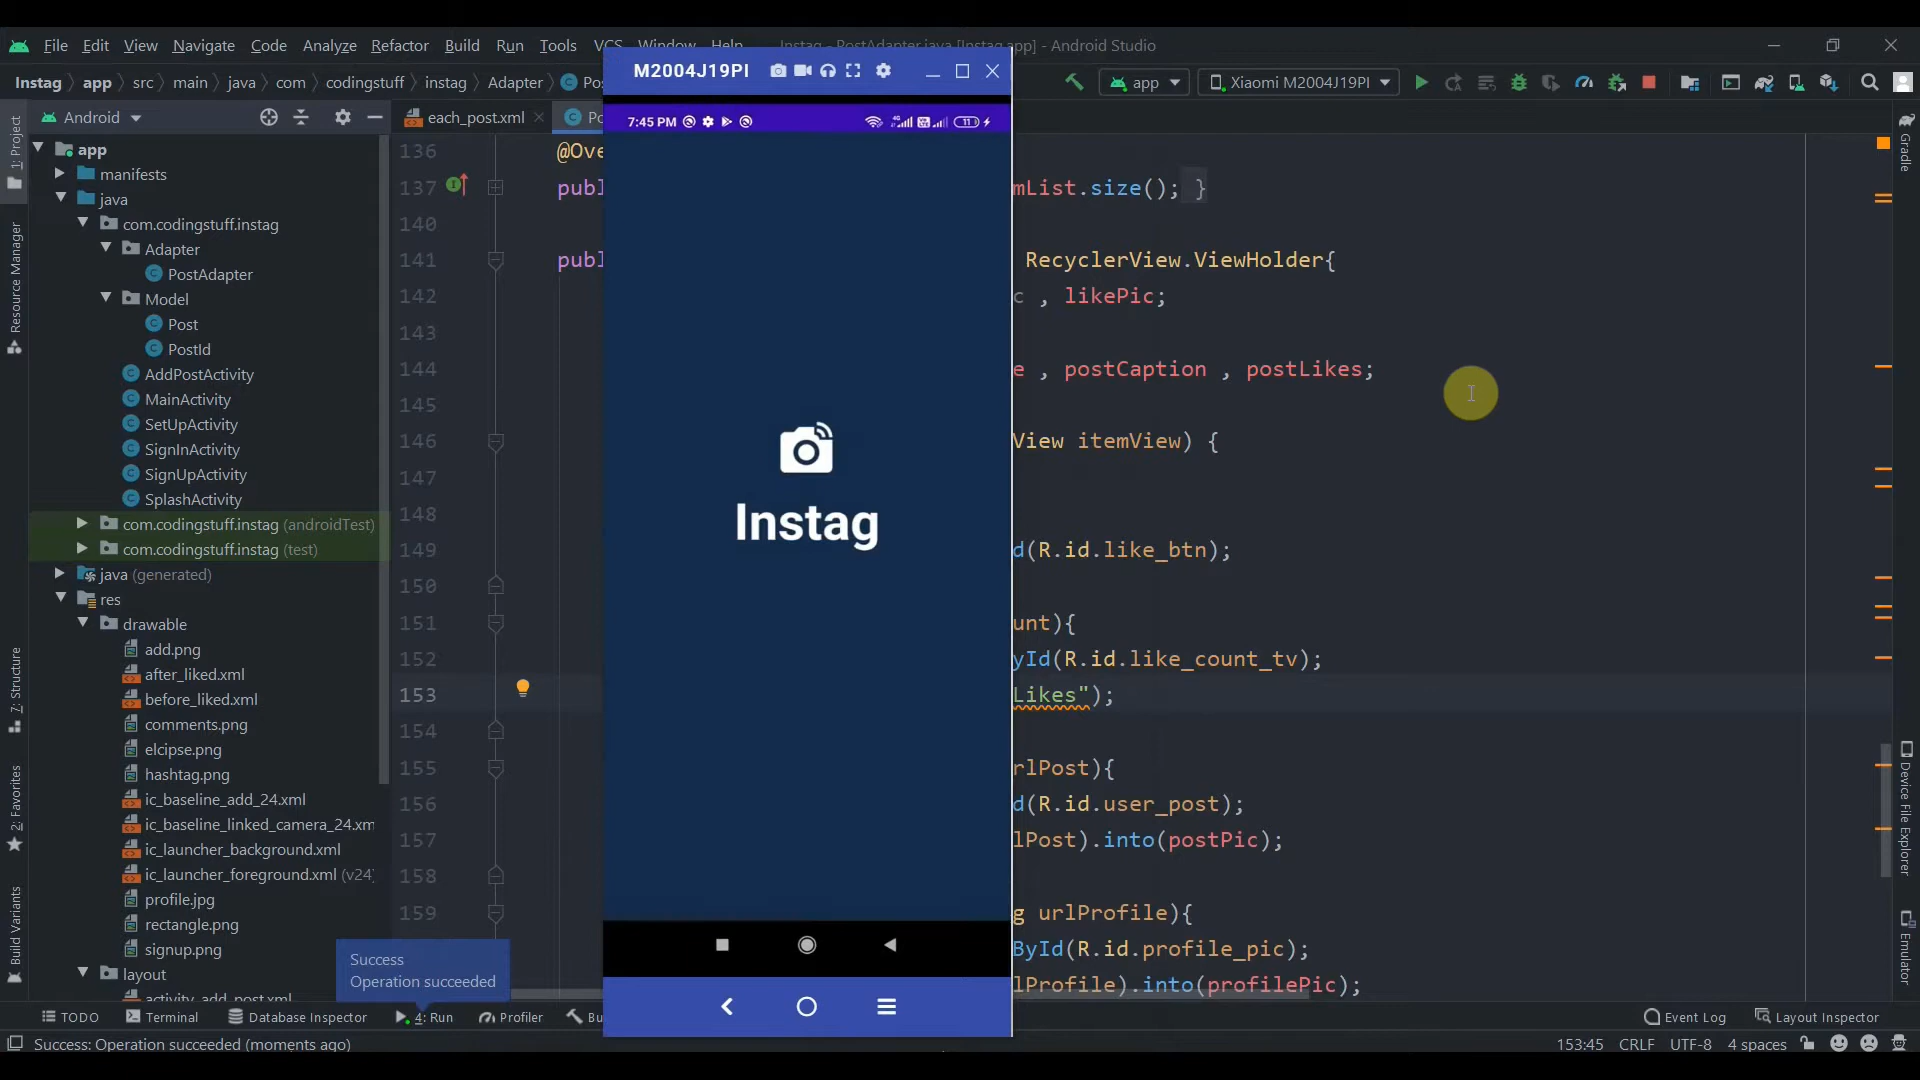 File Edit View Navigate Code Analyze Refactor Build Run Tools VCS Window Help Instag - PostAdapter.java [Instag.app] - Android Studio
Instag app src main java com codingstuff instag Adapter
app Xiaomi M2004J19PI
Android
each_post.xml
1: Project
Resource Manager
7: Structure
2: Favorites
Build Variants
app
manifests
java
com.codingstuff.instag
Adapter
PostAdapter
Model
Post
PostId
AddPostActivity
MainActivity
SetUpActivity
SignInActivity
SignUpActivity
SplashActivity
com.codingstuff.instag (androidTest)
com.codingstuff.instag (test)
java (generated)
res
drawable
add.png
after_liked.xml
before_liked.xml
comments.png
elcipse.png
hashtag.png
ic_baseline_add_24.xml
ic_baseline_linked_camera_24.xm
ic_launcher_background.xml
ic_launcher_foreground.xml (v24)
profile.jpg
rectangle.png
signup.png
layout
activity_add_post.xml
Success
Operation succeeded
M2004J19PI
7:45 PM
11
Instag
136 @Ove
137 publ mList.size(); }
140
141 publ RecyclerView.ViewHolder{
142 c , likePic;
143
144 e , postCaption , postLikes;
145
146 View itemView) {
147
148
149 d(R.id.like_btn);
150
151 unt){
152 yId(R.id.like_count_tv);
153 Likes");
154
155 rlPost){
156 d(R.id.user_post);
157 lPost).into(postPic);
158
159 g urlProfile){
ById(R.id.profile_pic);
lProfile).into(profilePic);
Gradle
Device File Explorer
Emulator
TODO Terminal Database Inspector 4: Run Profiler Bu Event Log Layout Inspector
Success: Operation succeeded (moments ago) 153:45 CRLF UTF-8 4 spaces